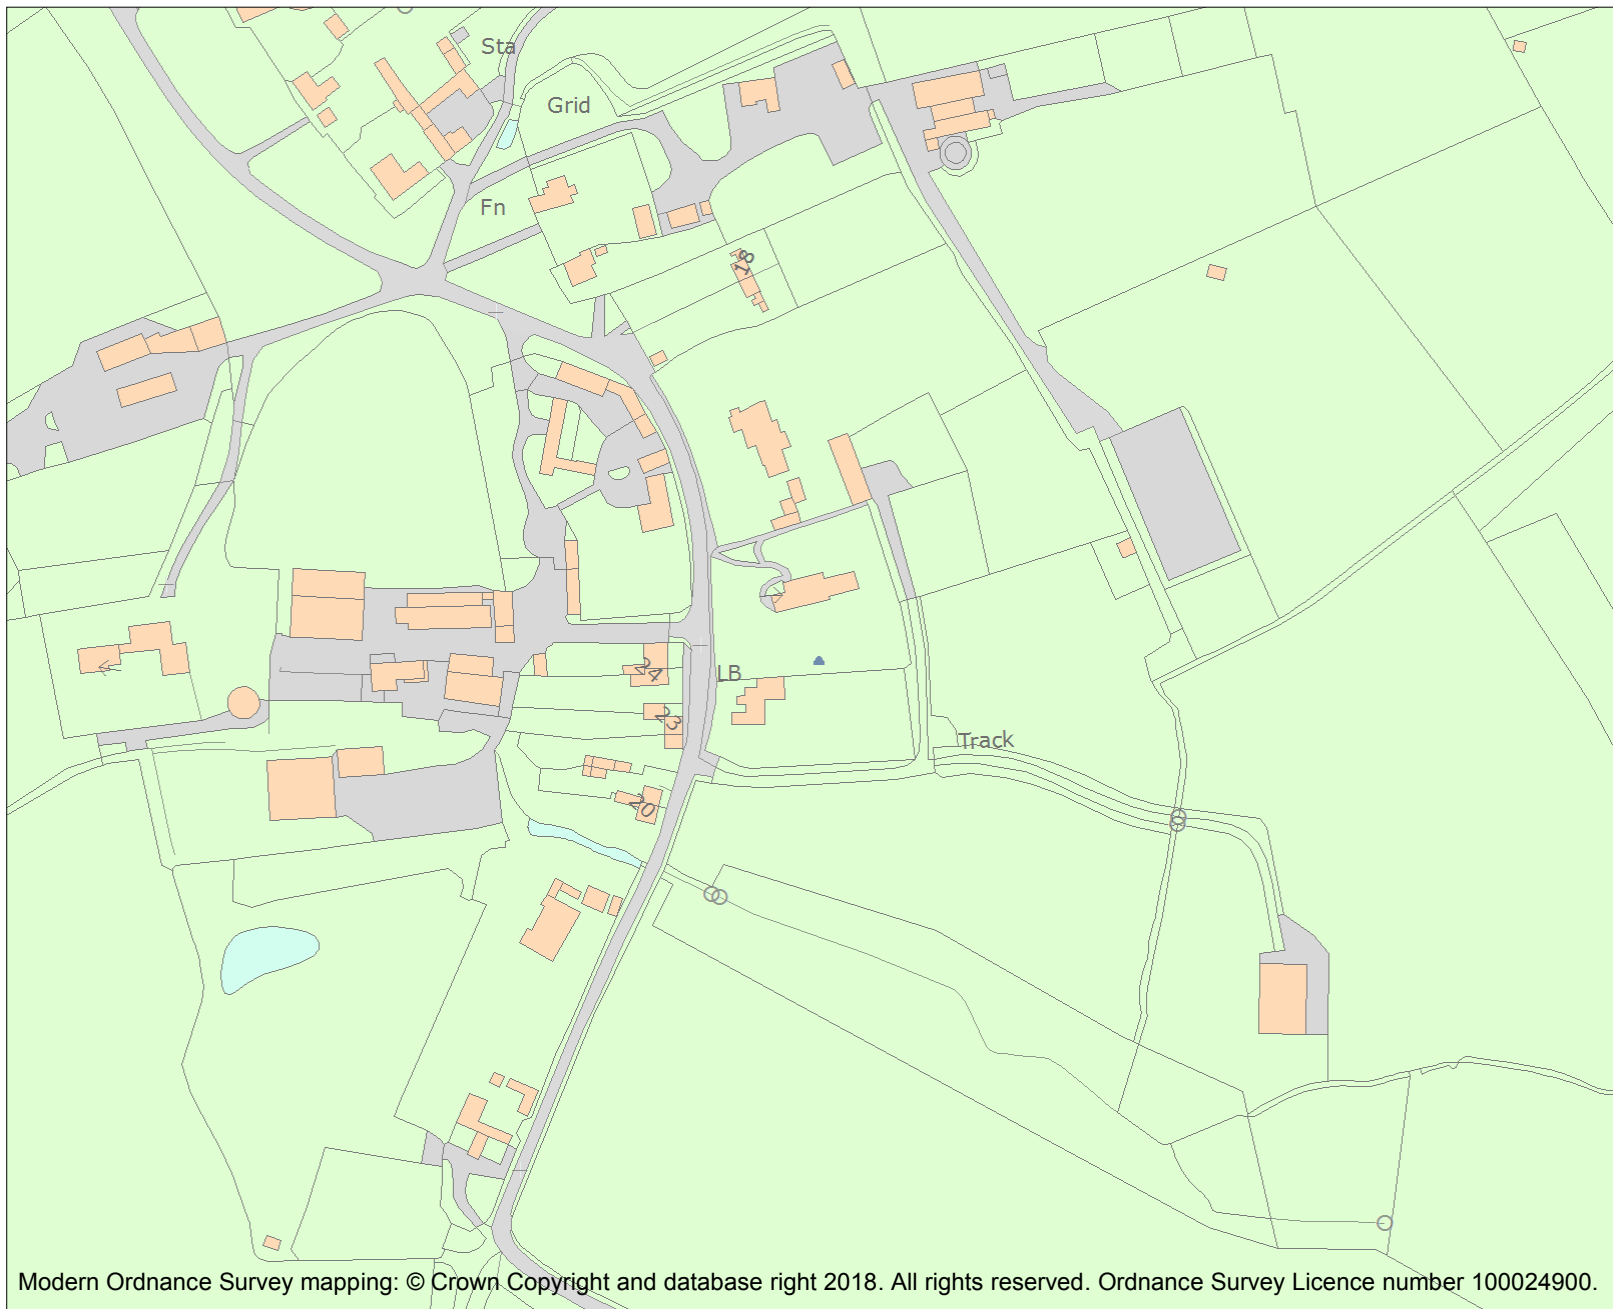 Sta
Grid
Fn
18
24
LB
23
Track
20
Modern Ordnance Survey mapping: © Crown Copyright and database right 2018. All rights reserved. Ordnance Survey Licence number 100024900.